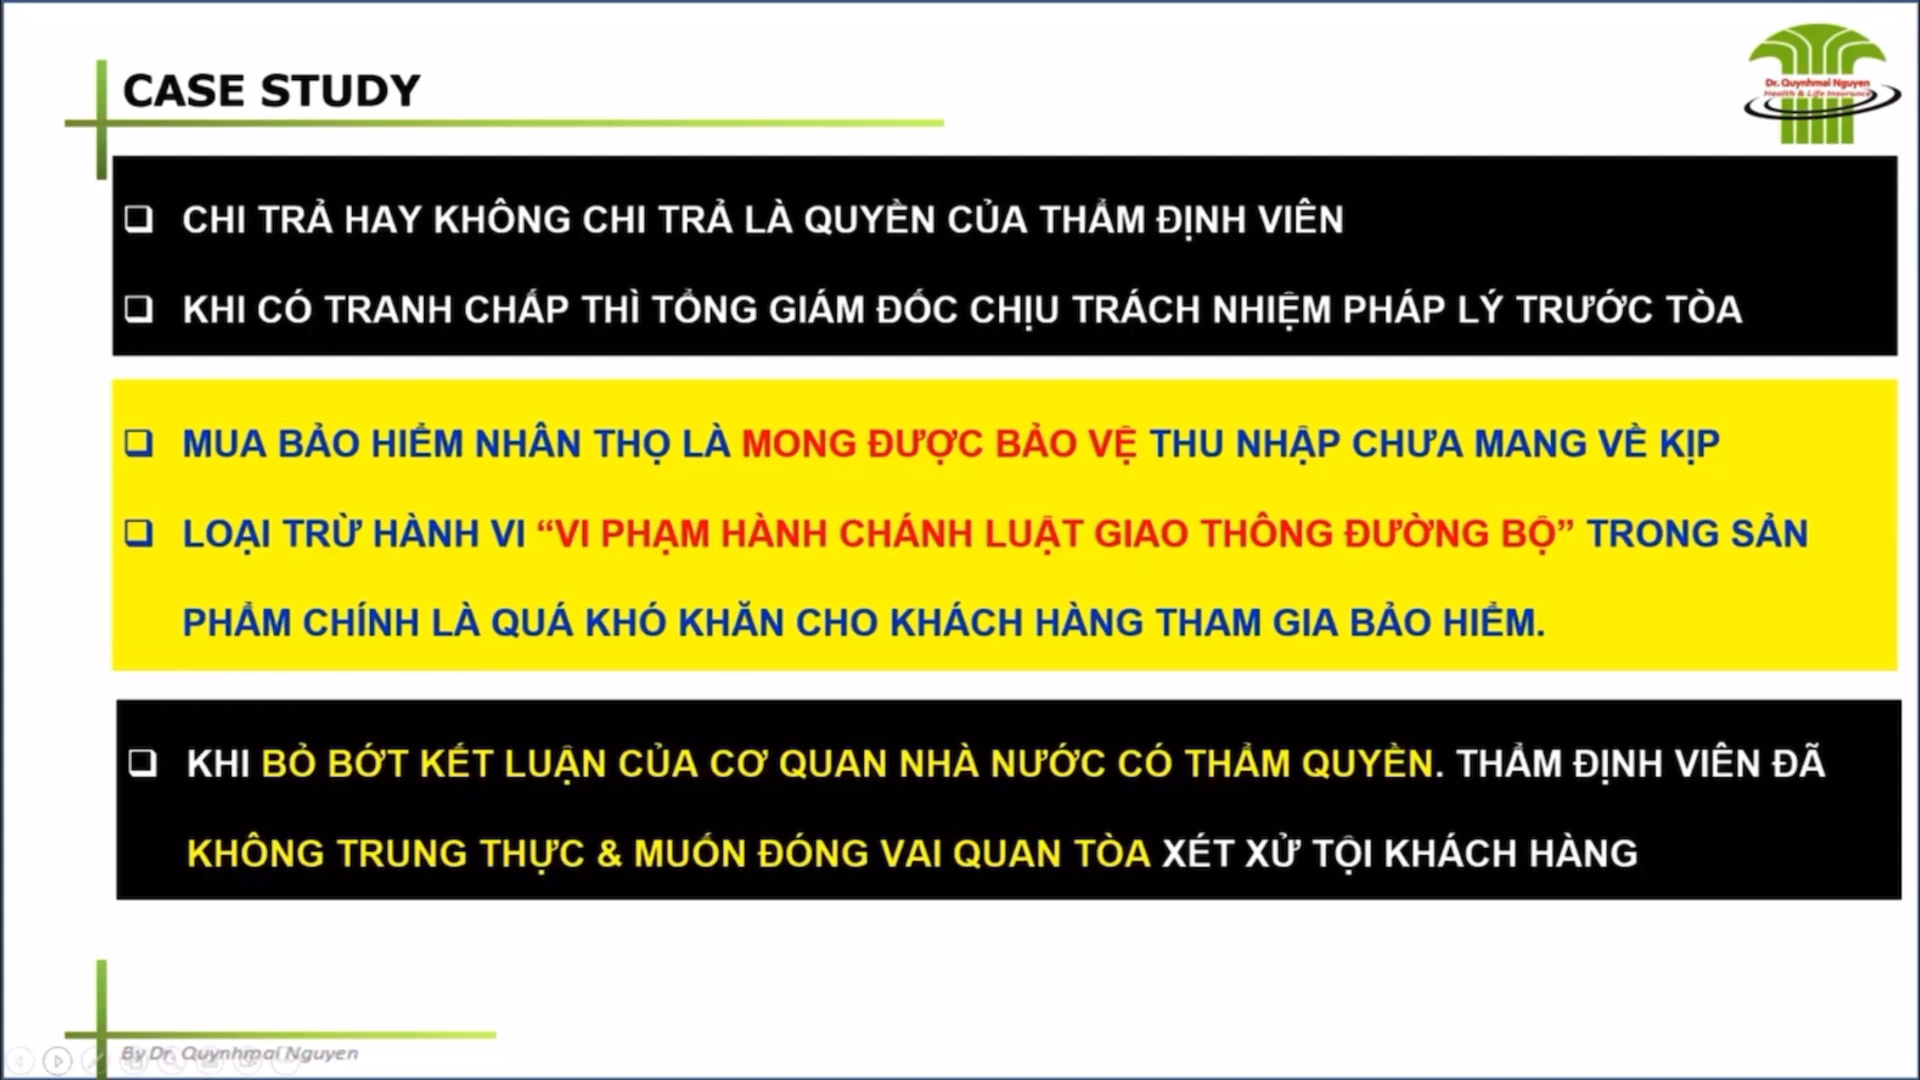 CASE STUDY
Dr. Quynhmai Nguyen
Health & Life Insurance
❑ CHI TRẢ HAY KHÔNG CHI TRẢ LÀ QUYỀN CỦA THẨM ĐỊNH VIÊN
❑ KHI CÓ TRANH CHẤP THÌ TỔNG GIÁM ĐỐC CHỊU TRÁCH NHIỆM PHÁP LÝ TRƯỚC TÒA
❑ MUA BẢO HIỂM NHÂN THỌ LÀ MONG ĐƯỢC BẢO VỆ THU NHẬP CHƯA MANG VỀ KỊP
❑ LOẠI TRỪ HÀNH VI “VI PHẠM HÀNH CHÁNH LUẬT GIAO THÔNG ĐƯỜNG BỘ” TRONG SẢN
PHẨM CHÍNH LÀ QUÁ KHÓ KHĂN CHO KHÁCH HÀNG THAM GIA BẢO HIỂM.
❑ KHI BỎ BỚT KẾT LUẬN CỦA CƠ QUAN NHÀ NƯỚC CÓ THẨM QUYỀN. THẨM ĐỊNH VIÊN ĐÃ
KHÔNG TRUNG THỰC & MUỐN ĐÓNG VAI QUAN TÒA XÉT XỬ TỘI KHÁCH HÀNG
By Dr. Quynhmai Nguyen